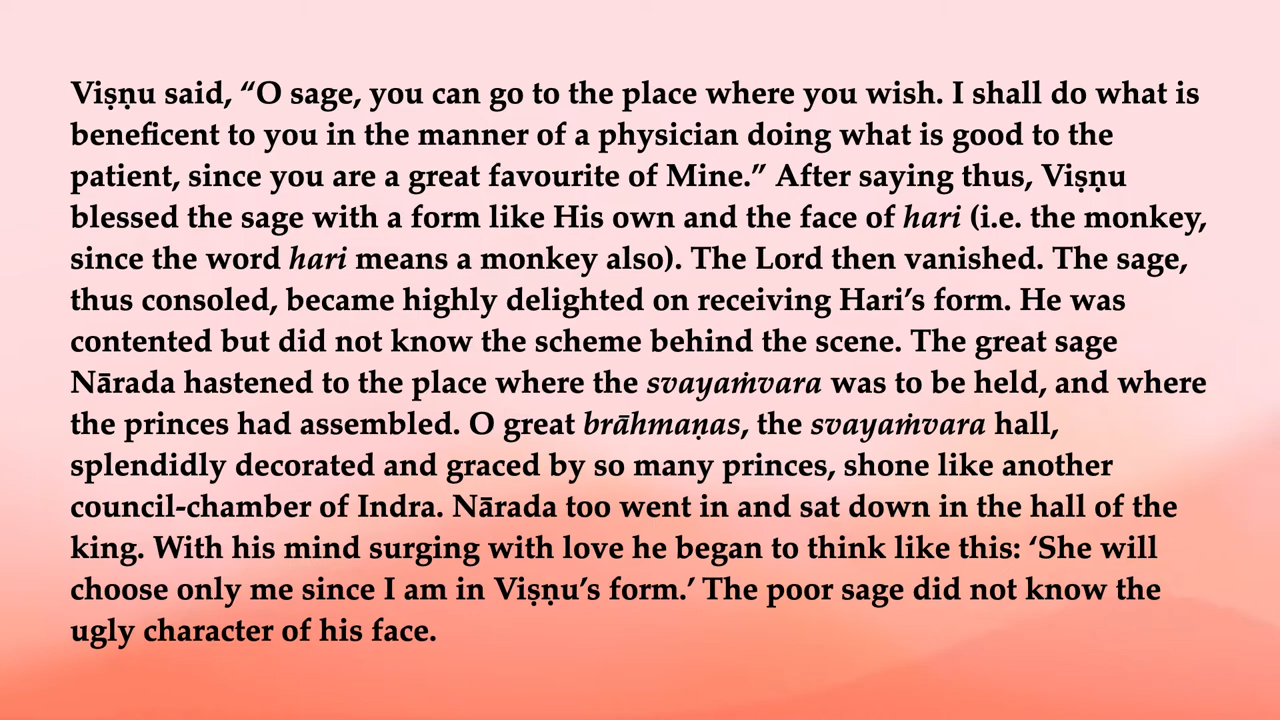 Viṣṇu said, “O sage, you can go to the place where you wish. I shall do what is
beneficent to you in the manner of a physician doing what is good to the
patient, since you are a great favourite of Mine.” After saying thus, Viṣṇu
blessed the sage with a form like His own and the face of hari (i.e. the monkey,
since the word hari means a monkey also). The Lord then vanished. The sage,
thus consoled, became highly delighted on receiving Hari’s form. He was
contented but did not know the scheme behind the scene. The great sage
Nārada hastened to the place where the svayaṁvara was to be held, and where
the princes had assembled. O great brāhmaṇas, the svayaṁvara hall,
splendidly decorated and graced by so many princes, shone like another
council-chamber of Indra. Nārada too went in and sat down in the hall of the
king. With his mind surging with love he began to think like this: ‘She will
choose only me since I am in Viṣṇu’s form.’ The poor sage did not know the
ugly character of his face.